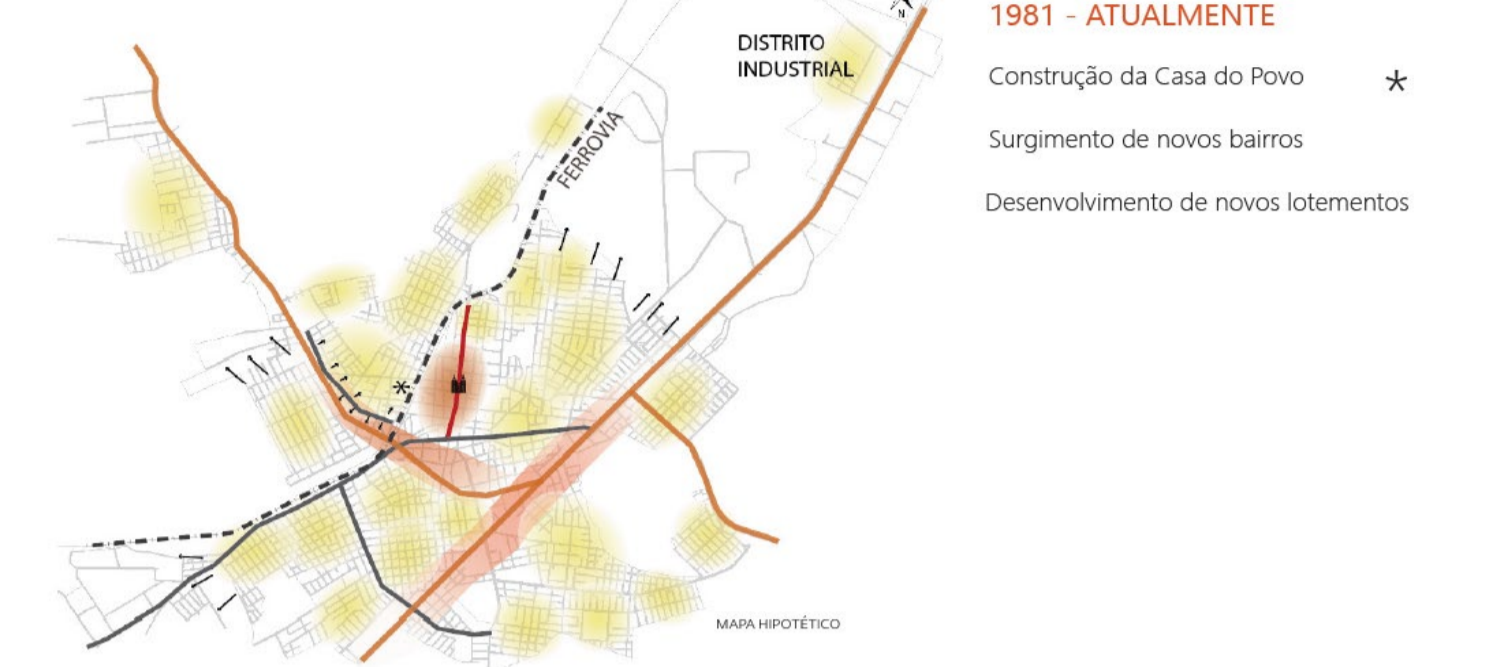 N
DISTRITO
INDUSTRIAL
FERROVIA
MAPA HIPOTÉTICO
1981 - ATUALMENTE
Construção da Casa do Povo *
Surgimento de novos bairros
Desenvolvimento de novos lotementos